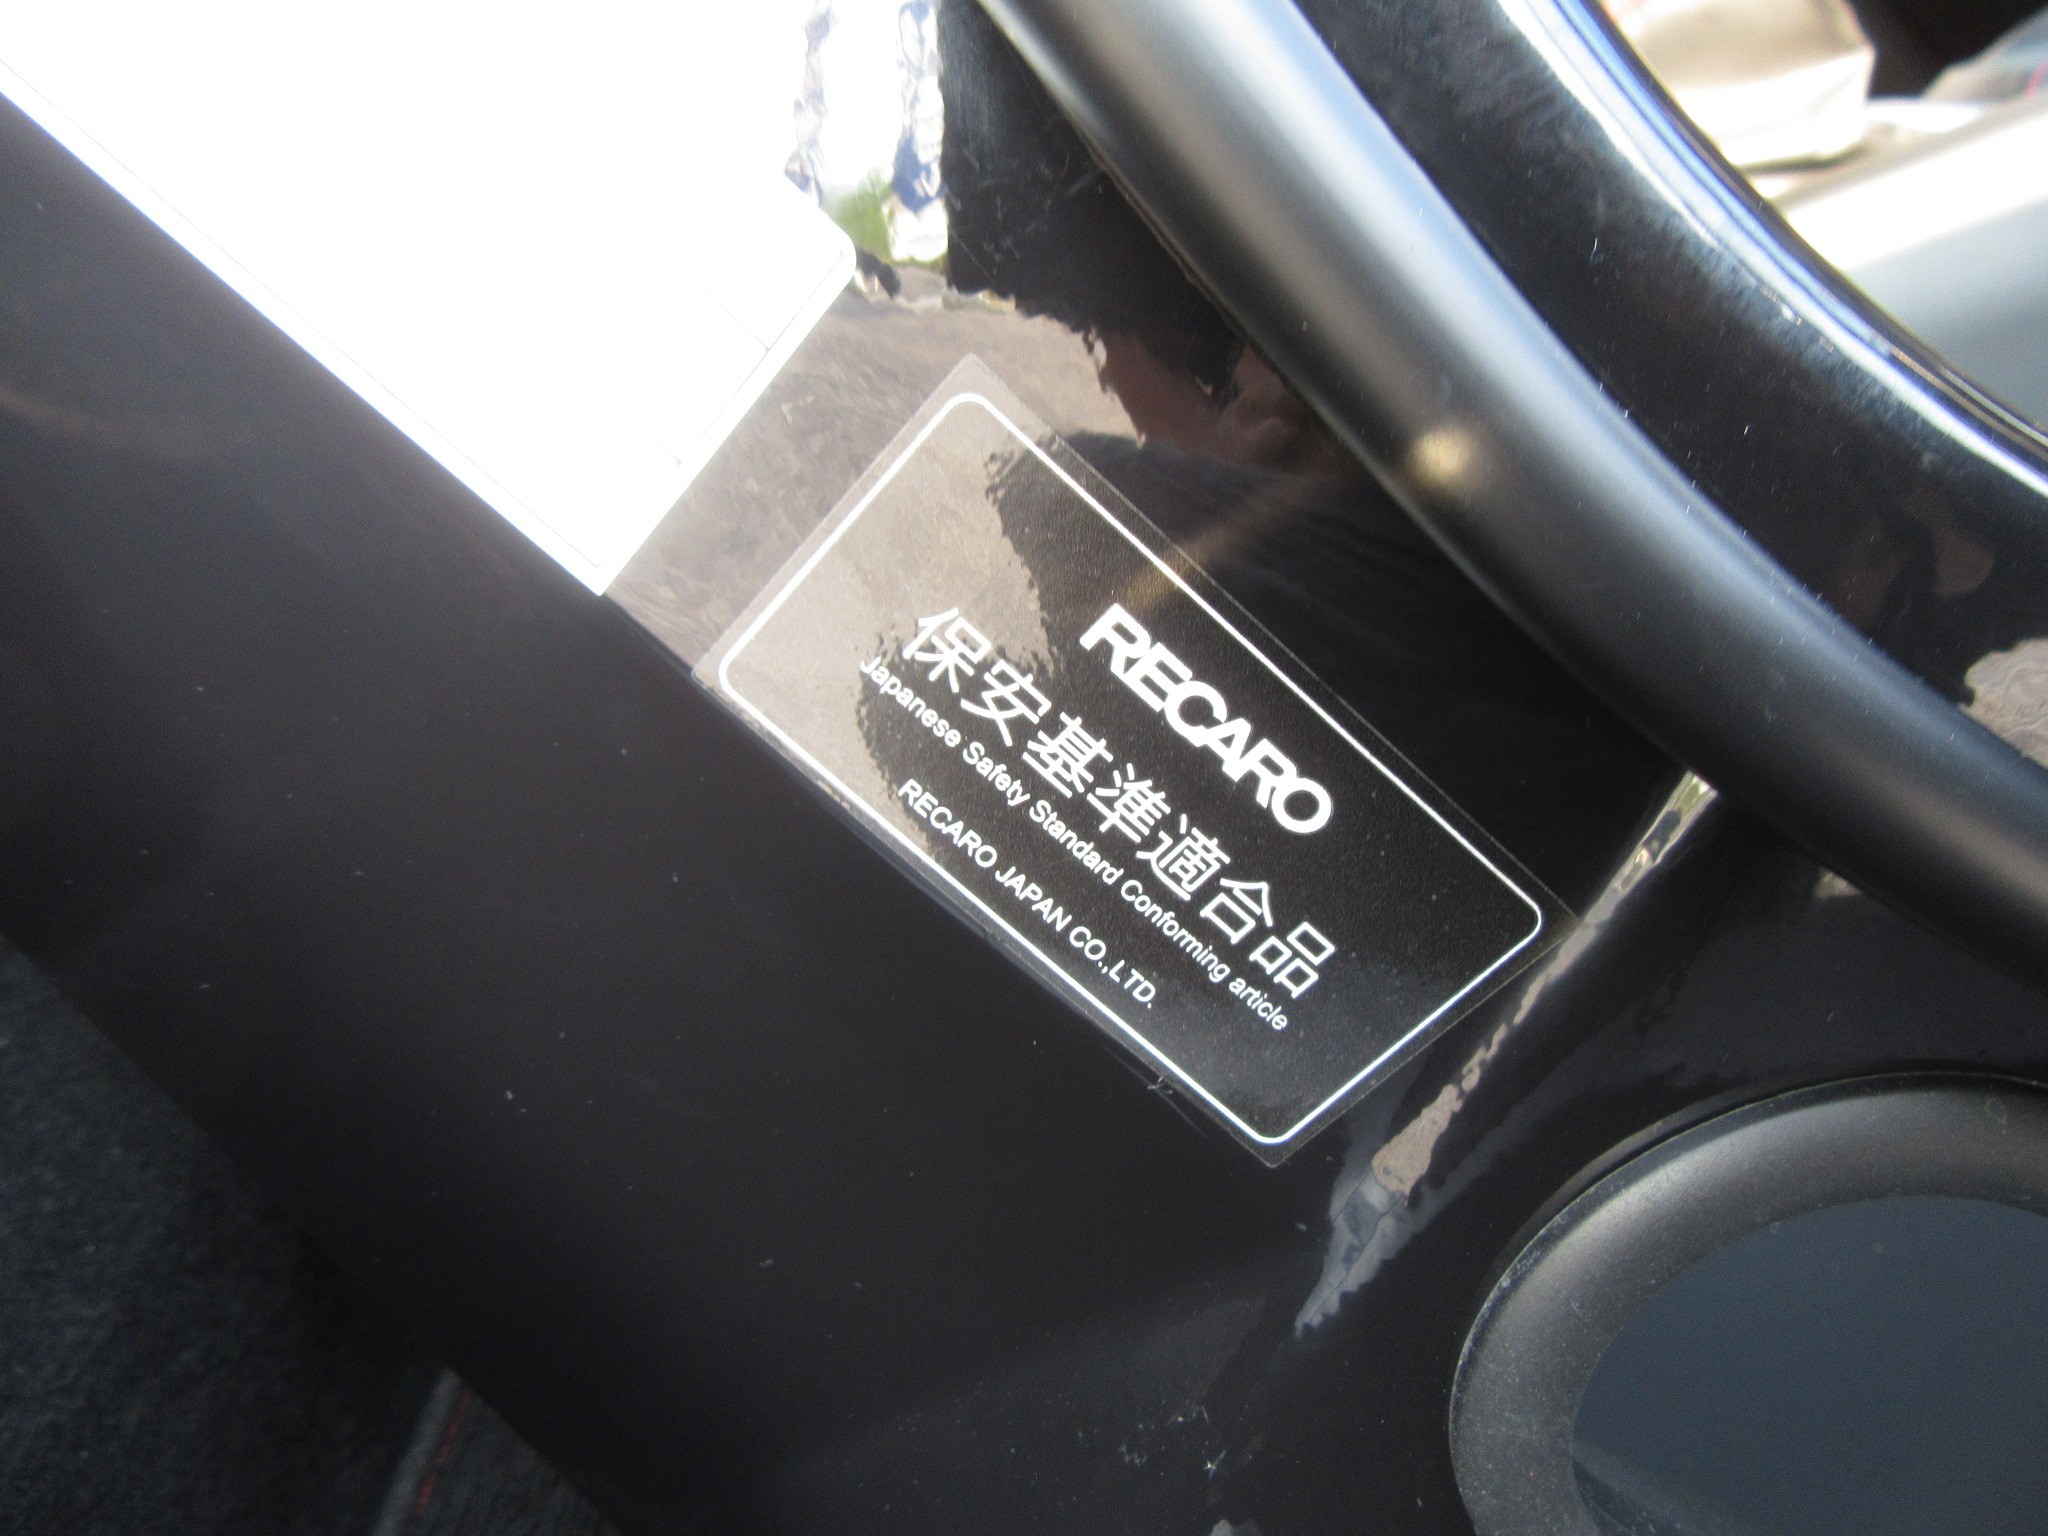 RECARO
保安基準適合品
Japanese Safety Standard Conforming article
RECARO JAPAN CO.,LTD.